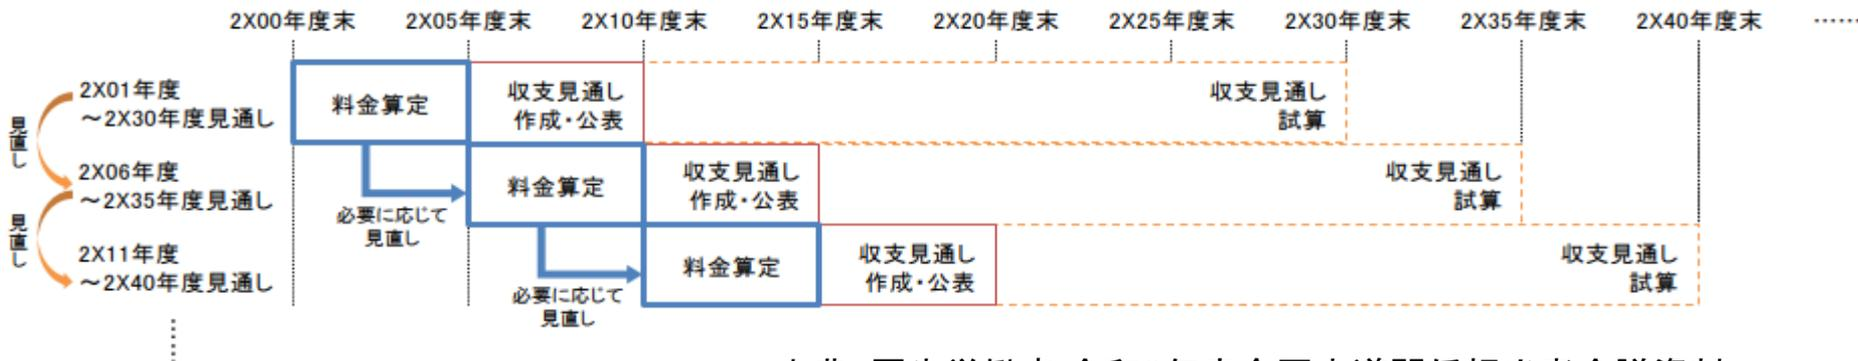 2X00年度末 2X05年度末 2X10年度末 2X15年度末 2X20年度末 2X25年度末 2X30年度末 2X35年度末 2X40年度末 ……
見直し
2X01年度
～2X30年度見通し
料金算定
収支見通し
作成・公表
収支見通し
試算
必要に応じて
見直し
見直し
2X06年度
～2X35年度見通し
料金算定
収支見通し
作成・公表
収支見通し
試算
必要に応じて
見直し
2X11年度
～2X40年度見通し
料金算定
収支見通し
作成・公表
収支見通し
試算